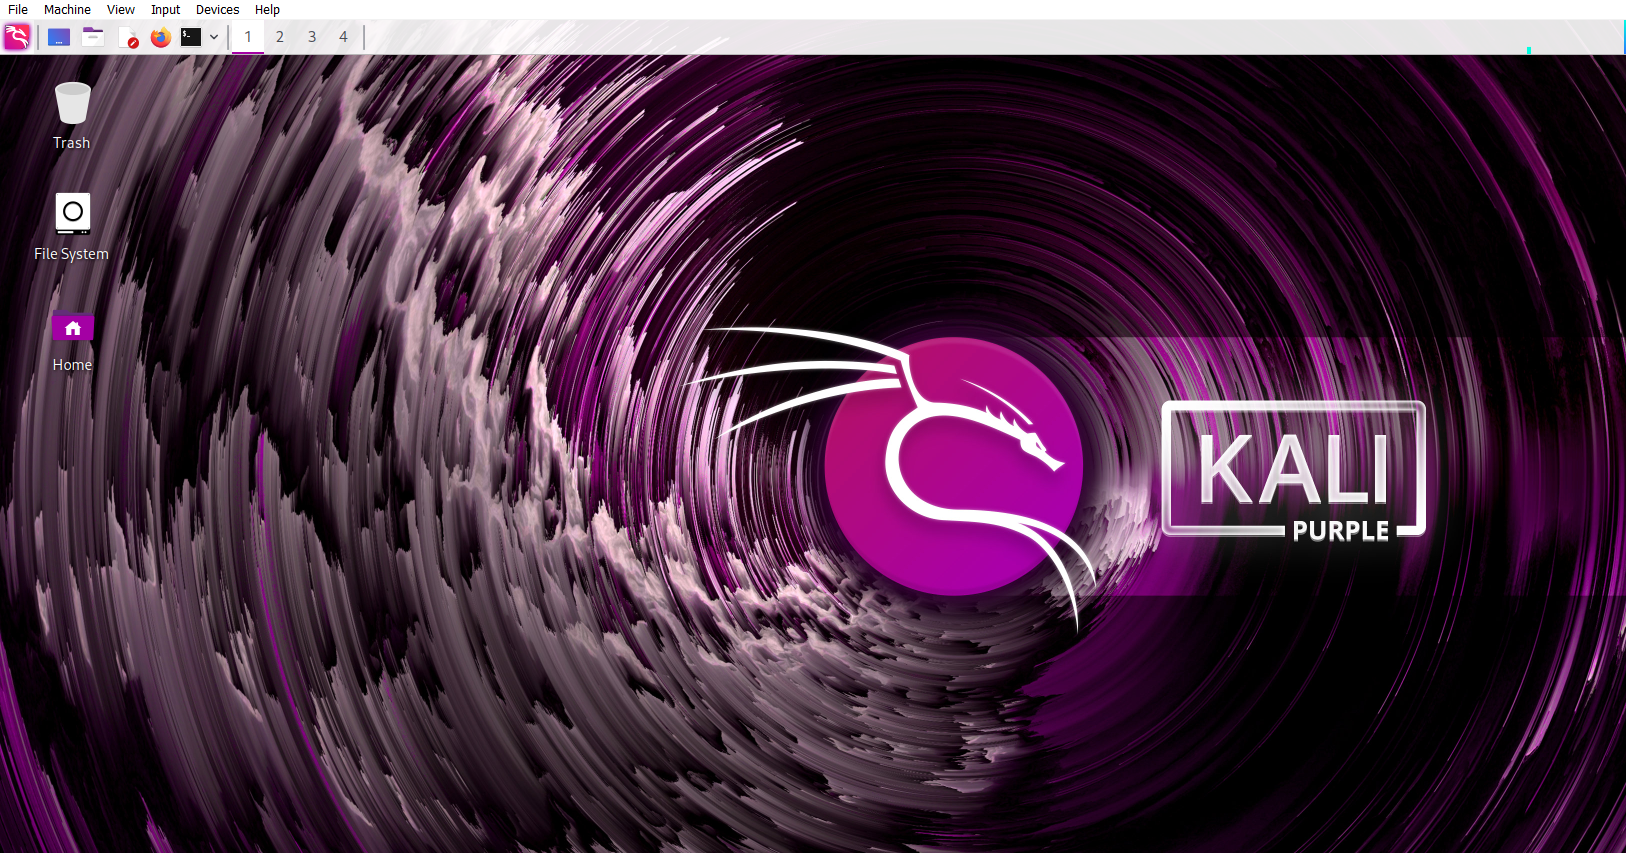 File Machine View Input Devices Help
1 2 3 4
Trash
File System
Home
KALI
PURPLE